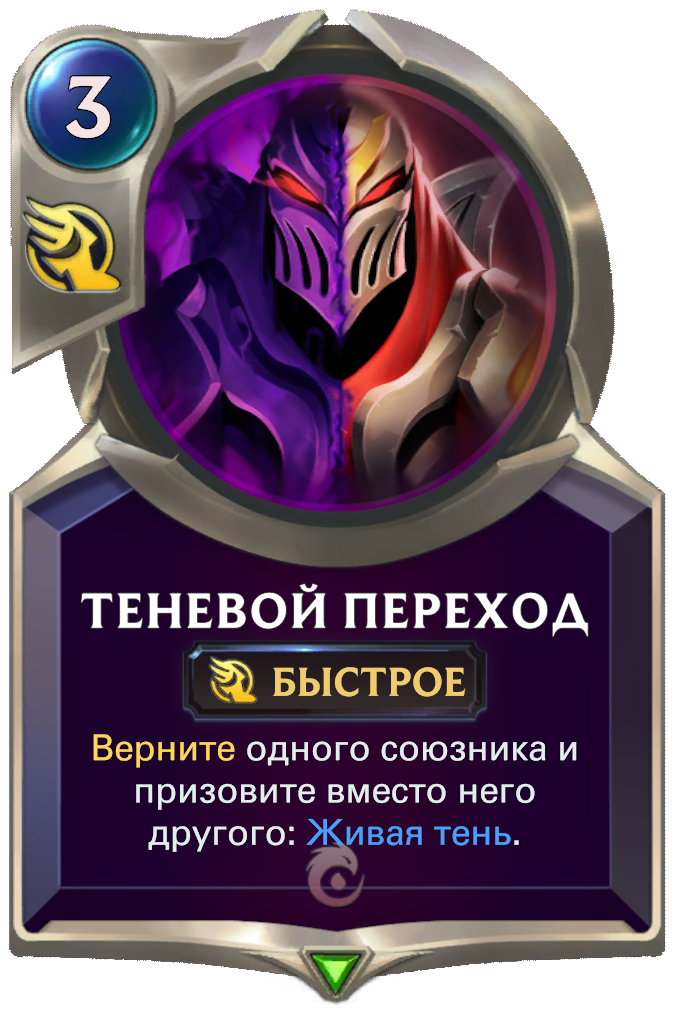 3
ТЕНЕВОЙ ПЕРЕХОД
БЫСТРОЕ
Верните одного союзника и
призовите вместо него
другого: Живая тень.